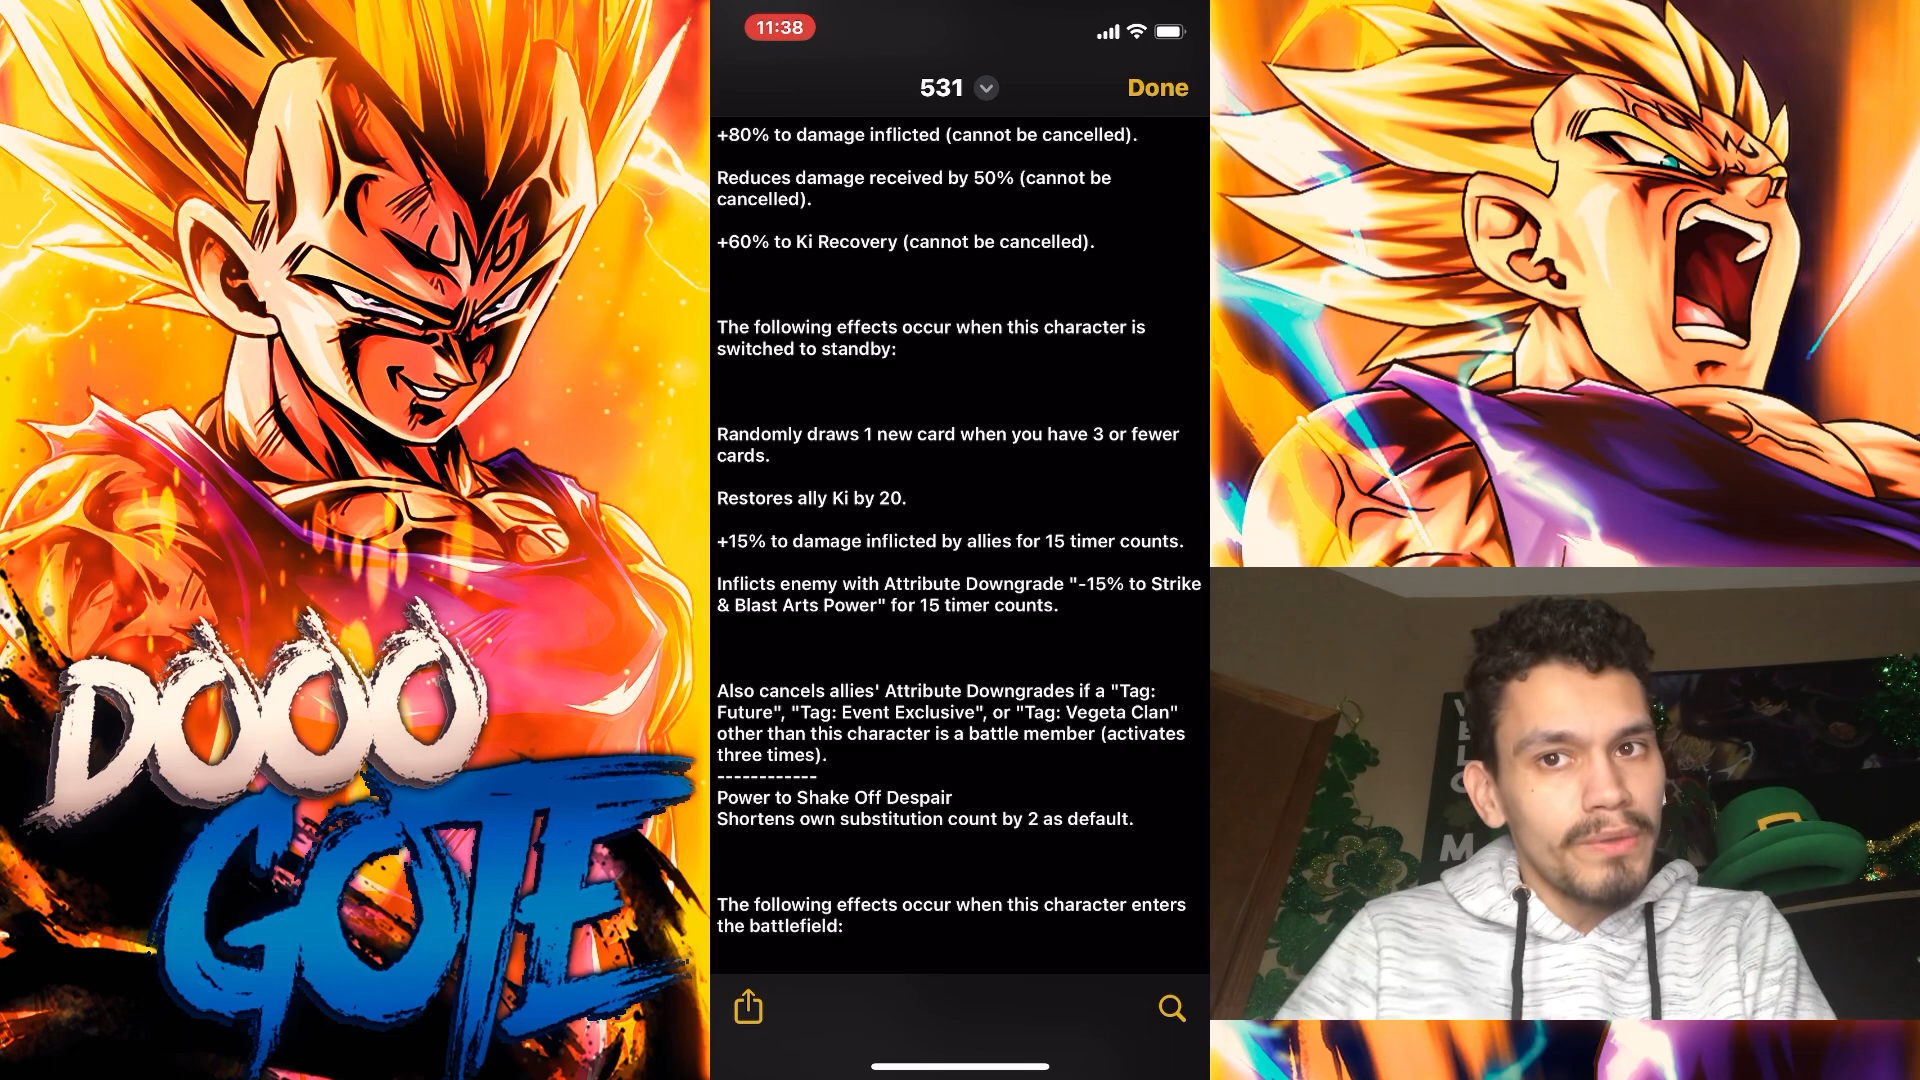 DOOO
GOTE
11:38
531
Done
+80% to damage inflicted (cannot be cancelled).
Reduces damage received by 50% (cannot be
cancelled).
+60% to Ki Recovery (cannot be cancelled).
The following effects occur when this character is
switched to standby:
Randomly draws 1 new card when you have 3 or fewer
cards.
Restores ally Ki by 20.
+15% to damage inflicted by allies for 15 timer counts.
Inflicts enemy with Attribute Downgrade "-15% to Strike
& Blast Arts Power" for 15 timer counts.
Also cancels allies' Attribute Downgrades if a "Tag:
Future", "Tag: Event Exclusive", or "Tag: Vegeta Clan"
other than this character is a battle member (activates
three times).
------------
Power to Shake Off Despair
Shortens own substitution count by 2 as default.
The following effects occur when this character enters
the battlefield: